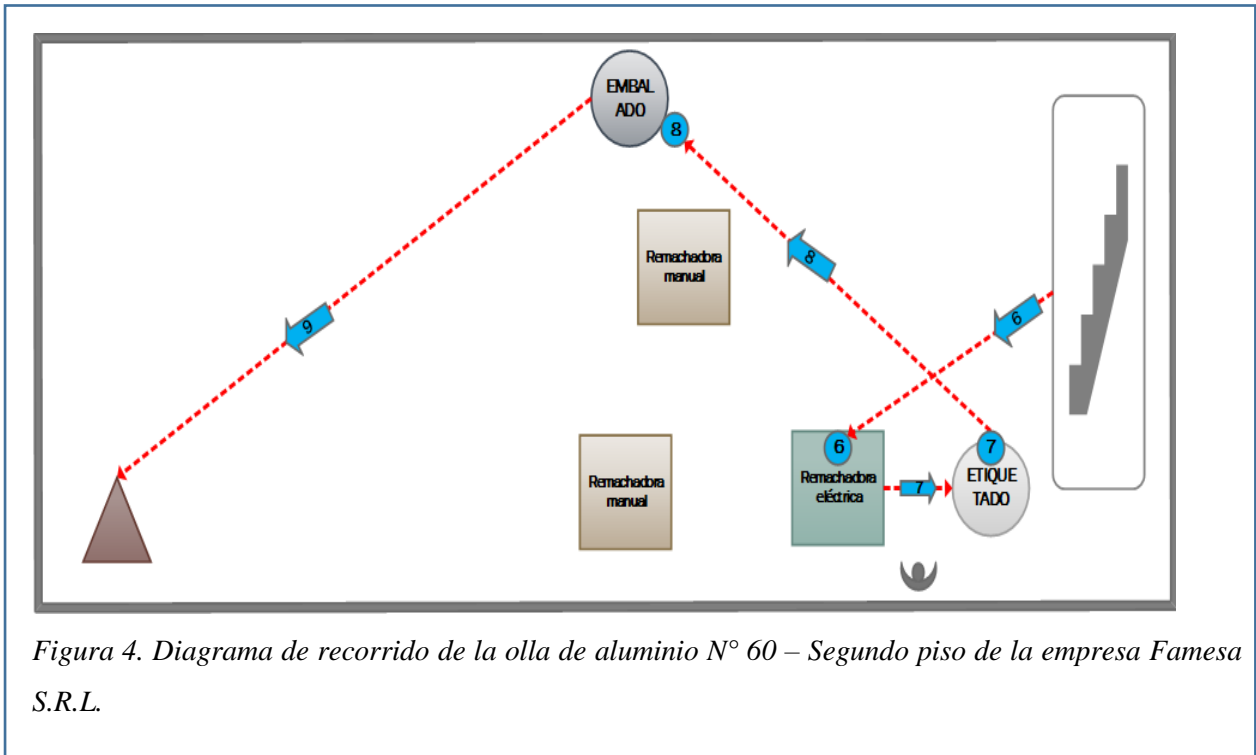 EMBAL
ADO
8
Remachadora
manual
8
6
9
6
Remachadora
eléctrica
7
7
ETIQUE
TADO
Remachadora
manual
Figura 4. Diagrama de recorrido de la olla de aluminio N° 60 – Segundo piso de la empresa Famesa
S.R.L.